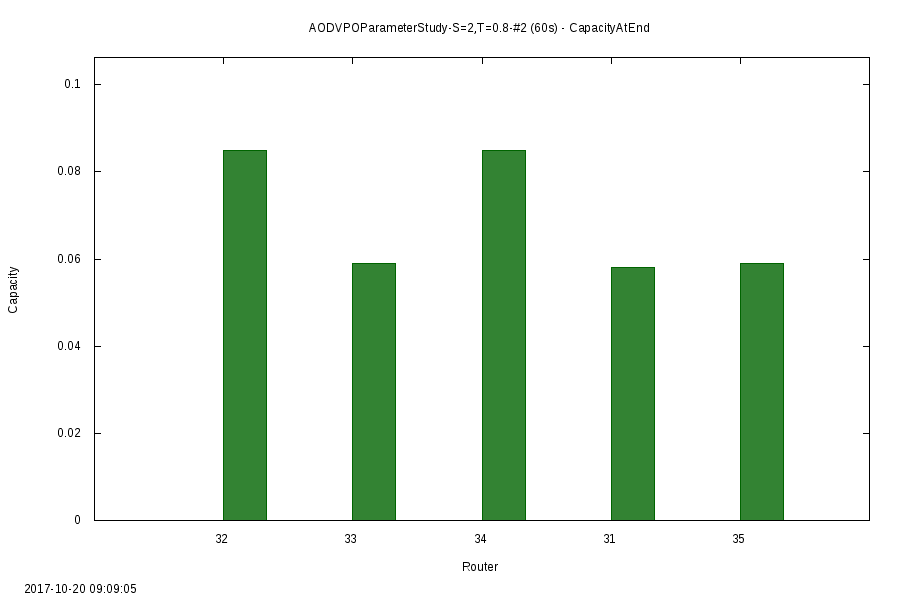 AODVPOParameterStudy-S=2,T=0.8-#2 (60s) - CapacityAtEnd
0.1
0.08
0.06
0.04
0.02
0
Capacity
32 33 34 31 35
Router
2017-10-20 09:09:05